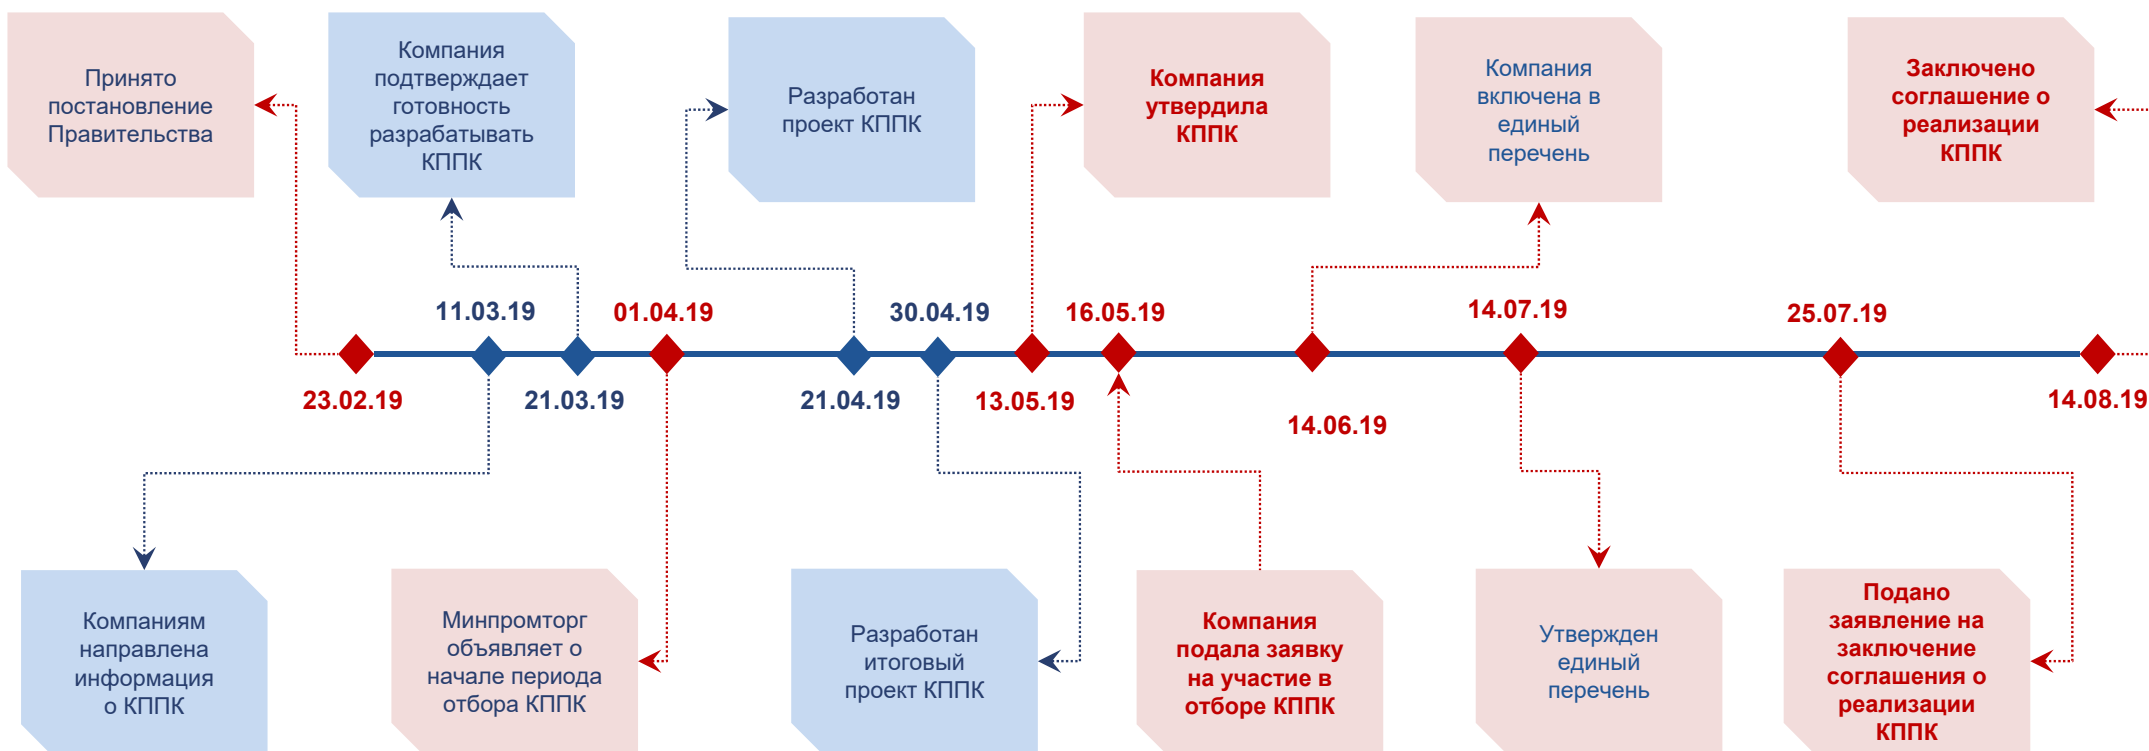 Принято
постановление
Правительства
Компания
подтверждает
готовность
разрабатывать
КППК
Разработан
проект КППК
Компания
утвердила
КППК
Компания
включена в
единый
перечень
Заключено
соглашение о
реализации
КППК
11.03.19
01.04.19
30.04.19
16.05.19
14.07.19
25.07.19
23.02.19
21.03.19
21.04.19
13.05.19
14.06.19
14.08.19
Компаниям
направлена
информация
о КППК
Минпромторг
объявляет о
начале периода
отбора КППК
Разработан
итоговый
проект КППК
Компания
подала заявку
на участие в
отборе КППК
Утвержден
единый
перечень
Подано
заявление на
заключение
соглашения о
реализации
КППК